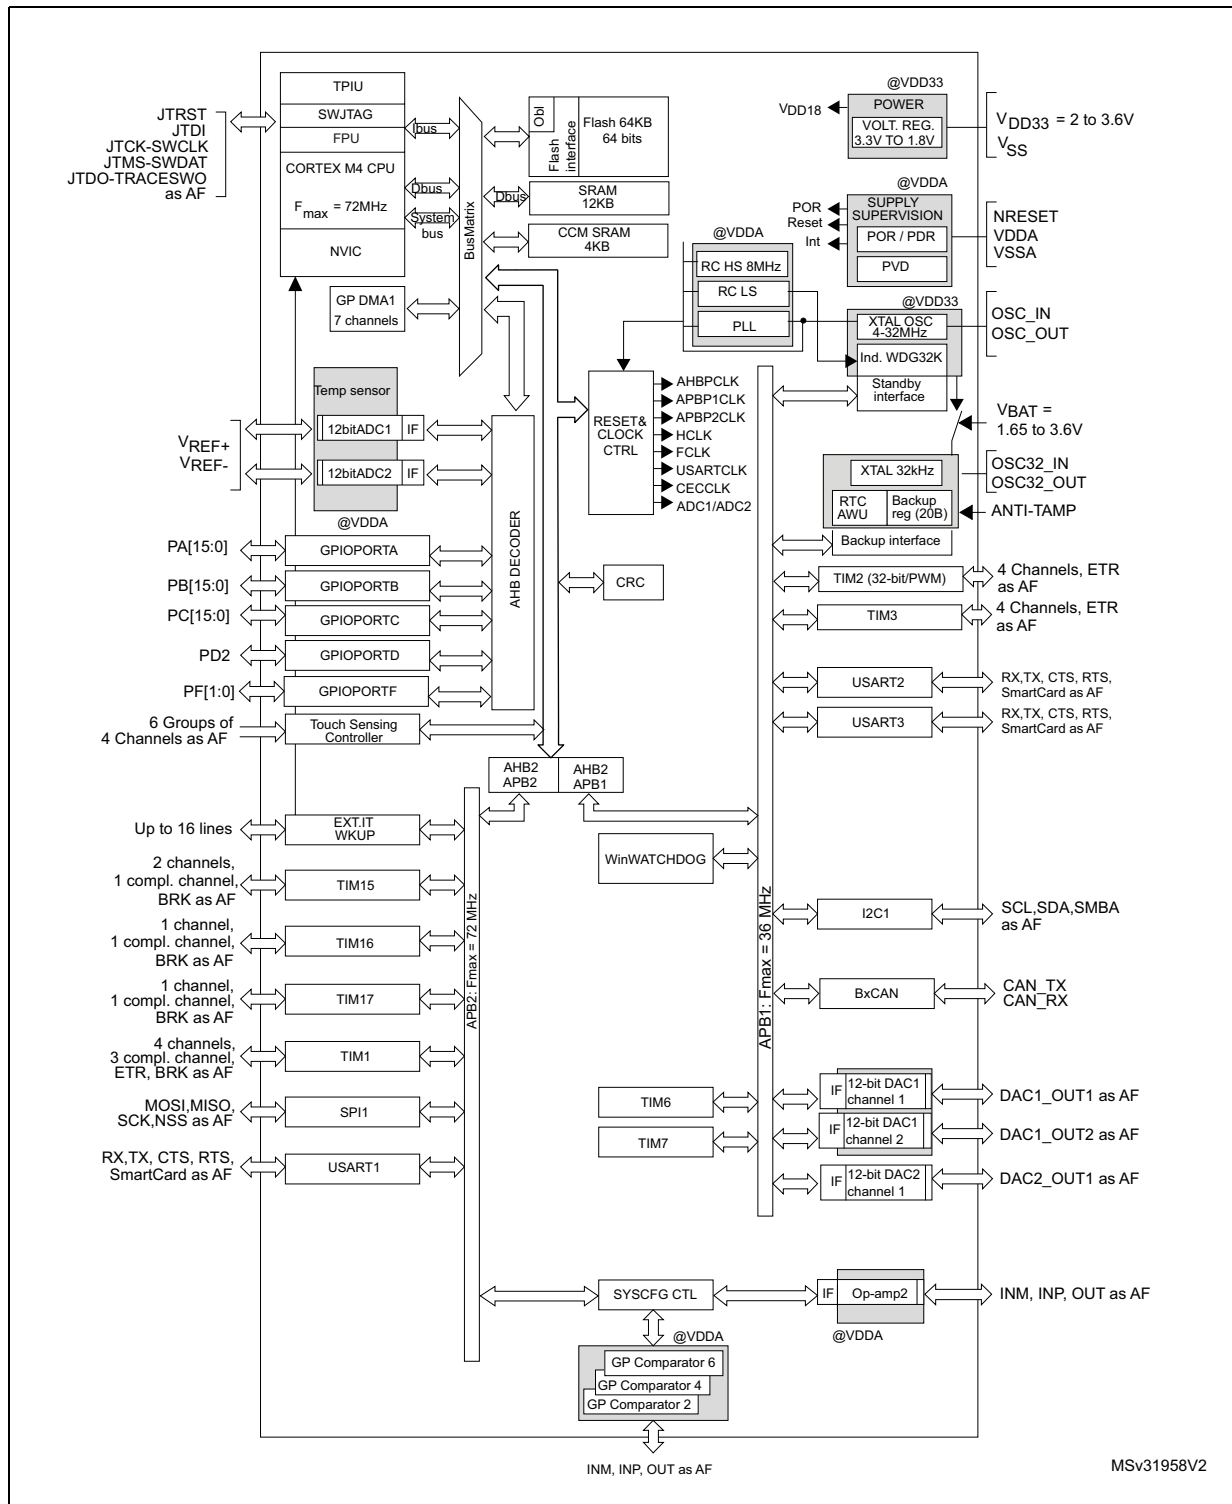 TPIU
SWJTAG
FPU
CORTEX M4 CPU
Fmax = 72MHz
NVIC
JTRST
JTDI
JTCK-SWCLK
JTMS-SWDAT
JTDO-TRACESWO
as AF
Ibus
Dbus
System
bus
BusMatrix
Obl
Flash
interface
Flash 64KB
64 bits
Dbus
SRAM
12KB
CCM SRAM
4KB
GP DMA1
7 channels
@VDD33
VDD18
POWER
VOLT. REG.
3.3V TO 1.8V
VDD33 = 2 to 3.6V
VSS
@VDDA
POR
Reset
Int
SUPPLY
SUPERVISION
POR / PDR
PVD
NRESET
VDDA
VSSA
@VDDA
RC HS 8MHz
RC LS
PLL
@VDD33
XTAL OSC
4-32MHz
Ind. WDG32K
Standby
interface
OSC_IN
OSC_OUT
VBAT =
1.65 to 3.6V
XTAL 32kHz
RTC
AWU
Backup
reg (20B)
Backup interface
OSC32_IN
OSC32_OUT
ANTI-TAMP
RESET&
CLOCK
CTRL
AHBPCLK
APBP1CLK
APBP2CLK
HCLK
FCLK
USARTCLK
CECCLK
ADC1/ADC2
Temp sensor
12bitADC1
IF
12bitADC2
IF
@VDDA
VREF+
VREF-
AHB DECODER
PA[15:0]
GPIOPORTA
PB[15:0]
GPIOPORTB
PC[15:0]
GPIOPORTC
PD2
GPIOPORTD
PF[1:0]
GPIOPORTF
6 Groups of
4 Channels as AF
Touch Sensing
Controller
CRC
AHB2
APB2
AHB2
APB1
TIM2 (32-bit/PWM)
4 Channels, ETR
as AF
TIM3
4 Channels, ETR
as AF
USART2
RX,TX, CTS, RTS,
SmartCard as AF
USART3
RX,TX, CTS, RTS,
SmartCard as AF
Up to 16 lines
EXT.IT
WKUP
WinWATCHDOG
2 channels,
1 compl. channel,
BRK as AF
TIM15
1 channel,
1 compl. channel,
BRK as AF
TIM16
1 channel,
1 compl. channel,
BRK as AF
TIM17
4 channels,
3 compl. channel,
ETR, BRK as AF
TIM1
MOSI,MISO,
SCK,NSS as AF
SPI1
RX,TX, CTS, RTS,
SmartCard as AF
USART1
APB2: Fmax = 72 MHz
APB1: Fmax = 36 MHz
I2C1
SCL,SDA,SMBA
as AF
BxCAN
CAN_TX
CAN_RX
TIM6
TIM7
IF
12-bit DAC1
channel 1
DAC1_OUT1 as AF
IF
12-bit DAC1
channel 2
DAC1_OUT2 as AF
IF
12-bit DAC2
channel 1
DAC2_OUT1 as AF
SYSCFG CTL
IF
Op-amp2
INM, INP, OUT as AF
@VDDA
@VDDA
GP Comparator 6
GP Comparator 4
GP Comparator 2
INM, INP, OUT as AF
MSv31958V2